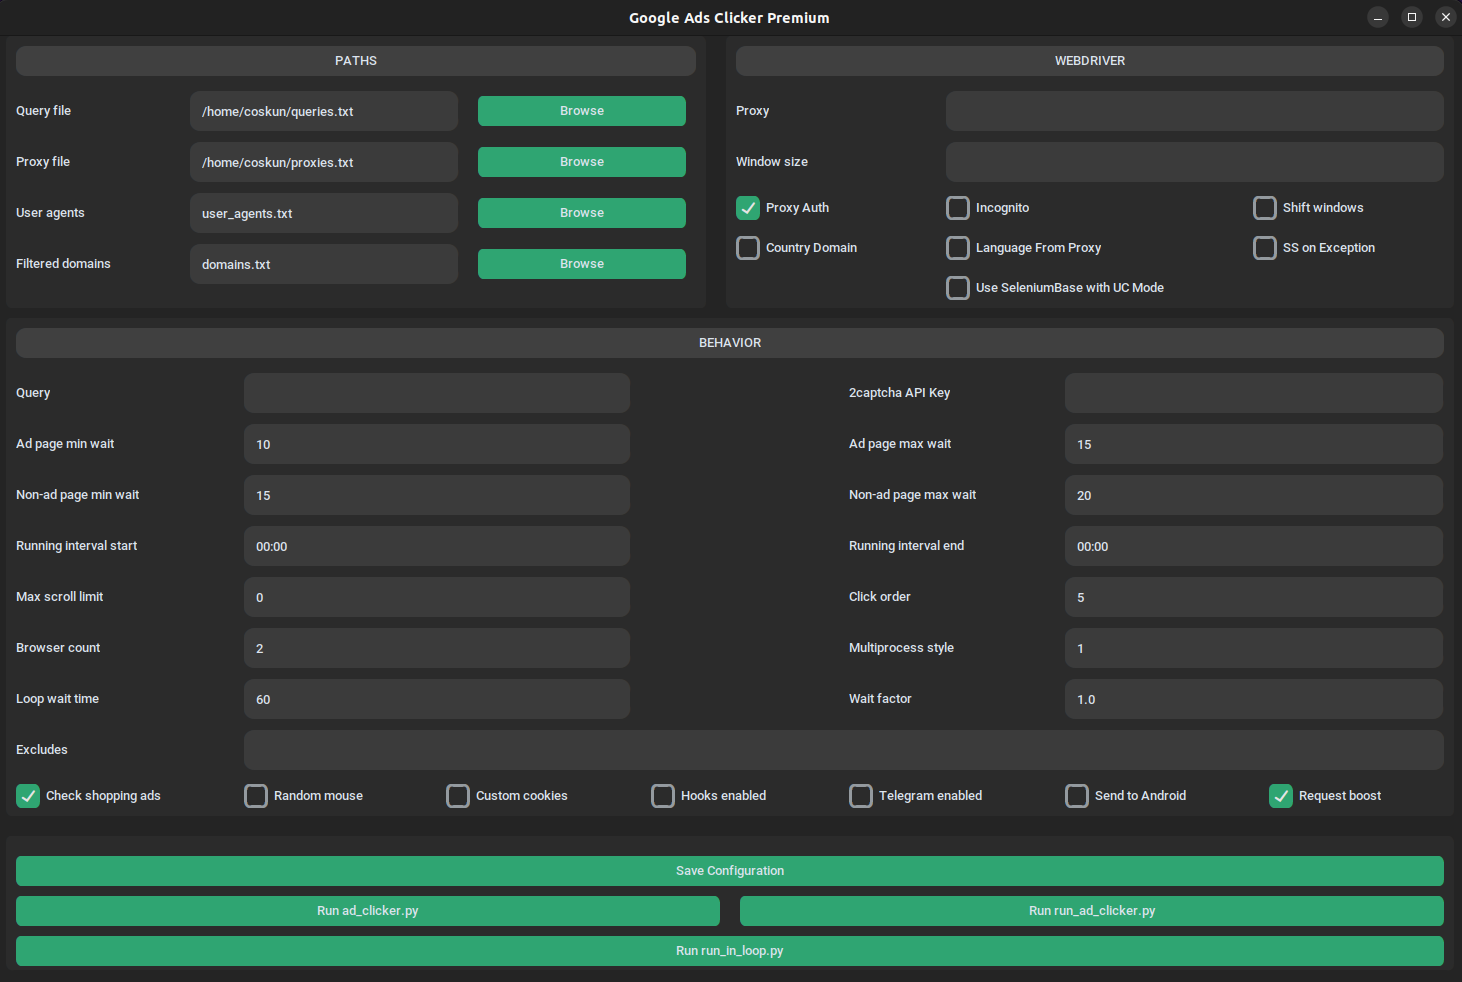 Google Ads Clicker Premium
PATHS
Query file /home/coskun/queries.txt Browse
Proxy file /home/coskun/proxies.txt Browse
User agents user_agents.txt Browse
Filtered domains domains.txt Browse
WEBDRIVER
Proxy
Window size
Proxy Auth Incognito Shift windows
Country Domain Language From Proxy SS on Exception
Use SeleniumBase with UC Mode
BEHAVIOR
Query 2captcha API Key
Ad page min wait 10 Ad page max wait 15
Non-ad page min wait 15 Non-ad page max wait 20
Running interval start 00:00 Running interval end 00:00
Max scroll limit 0 Click order 5
Browser count 2 Multiprocess style 1
Loop wait time 60 Wait factor 1.0
Excludes
Check shopping ads Random mouse Custom cookies Hooks enabled Telegram enabled Send to Android Request boost
Save Configuration
Run ad_clicker.py Run run_ad_clicker.py
Run run_in_loop.py